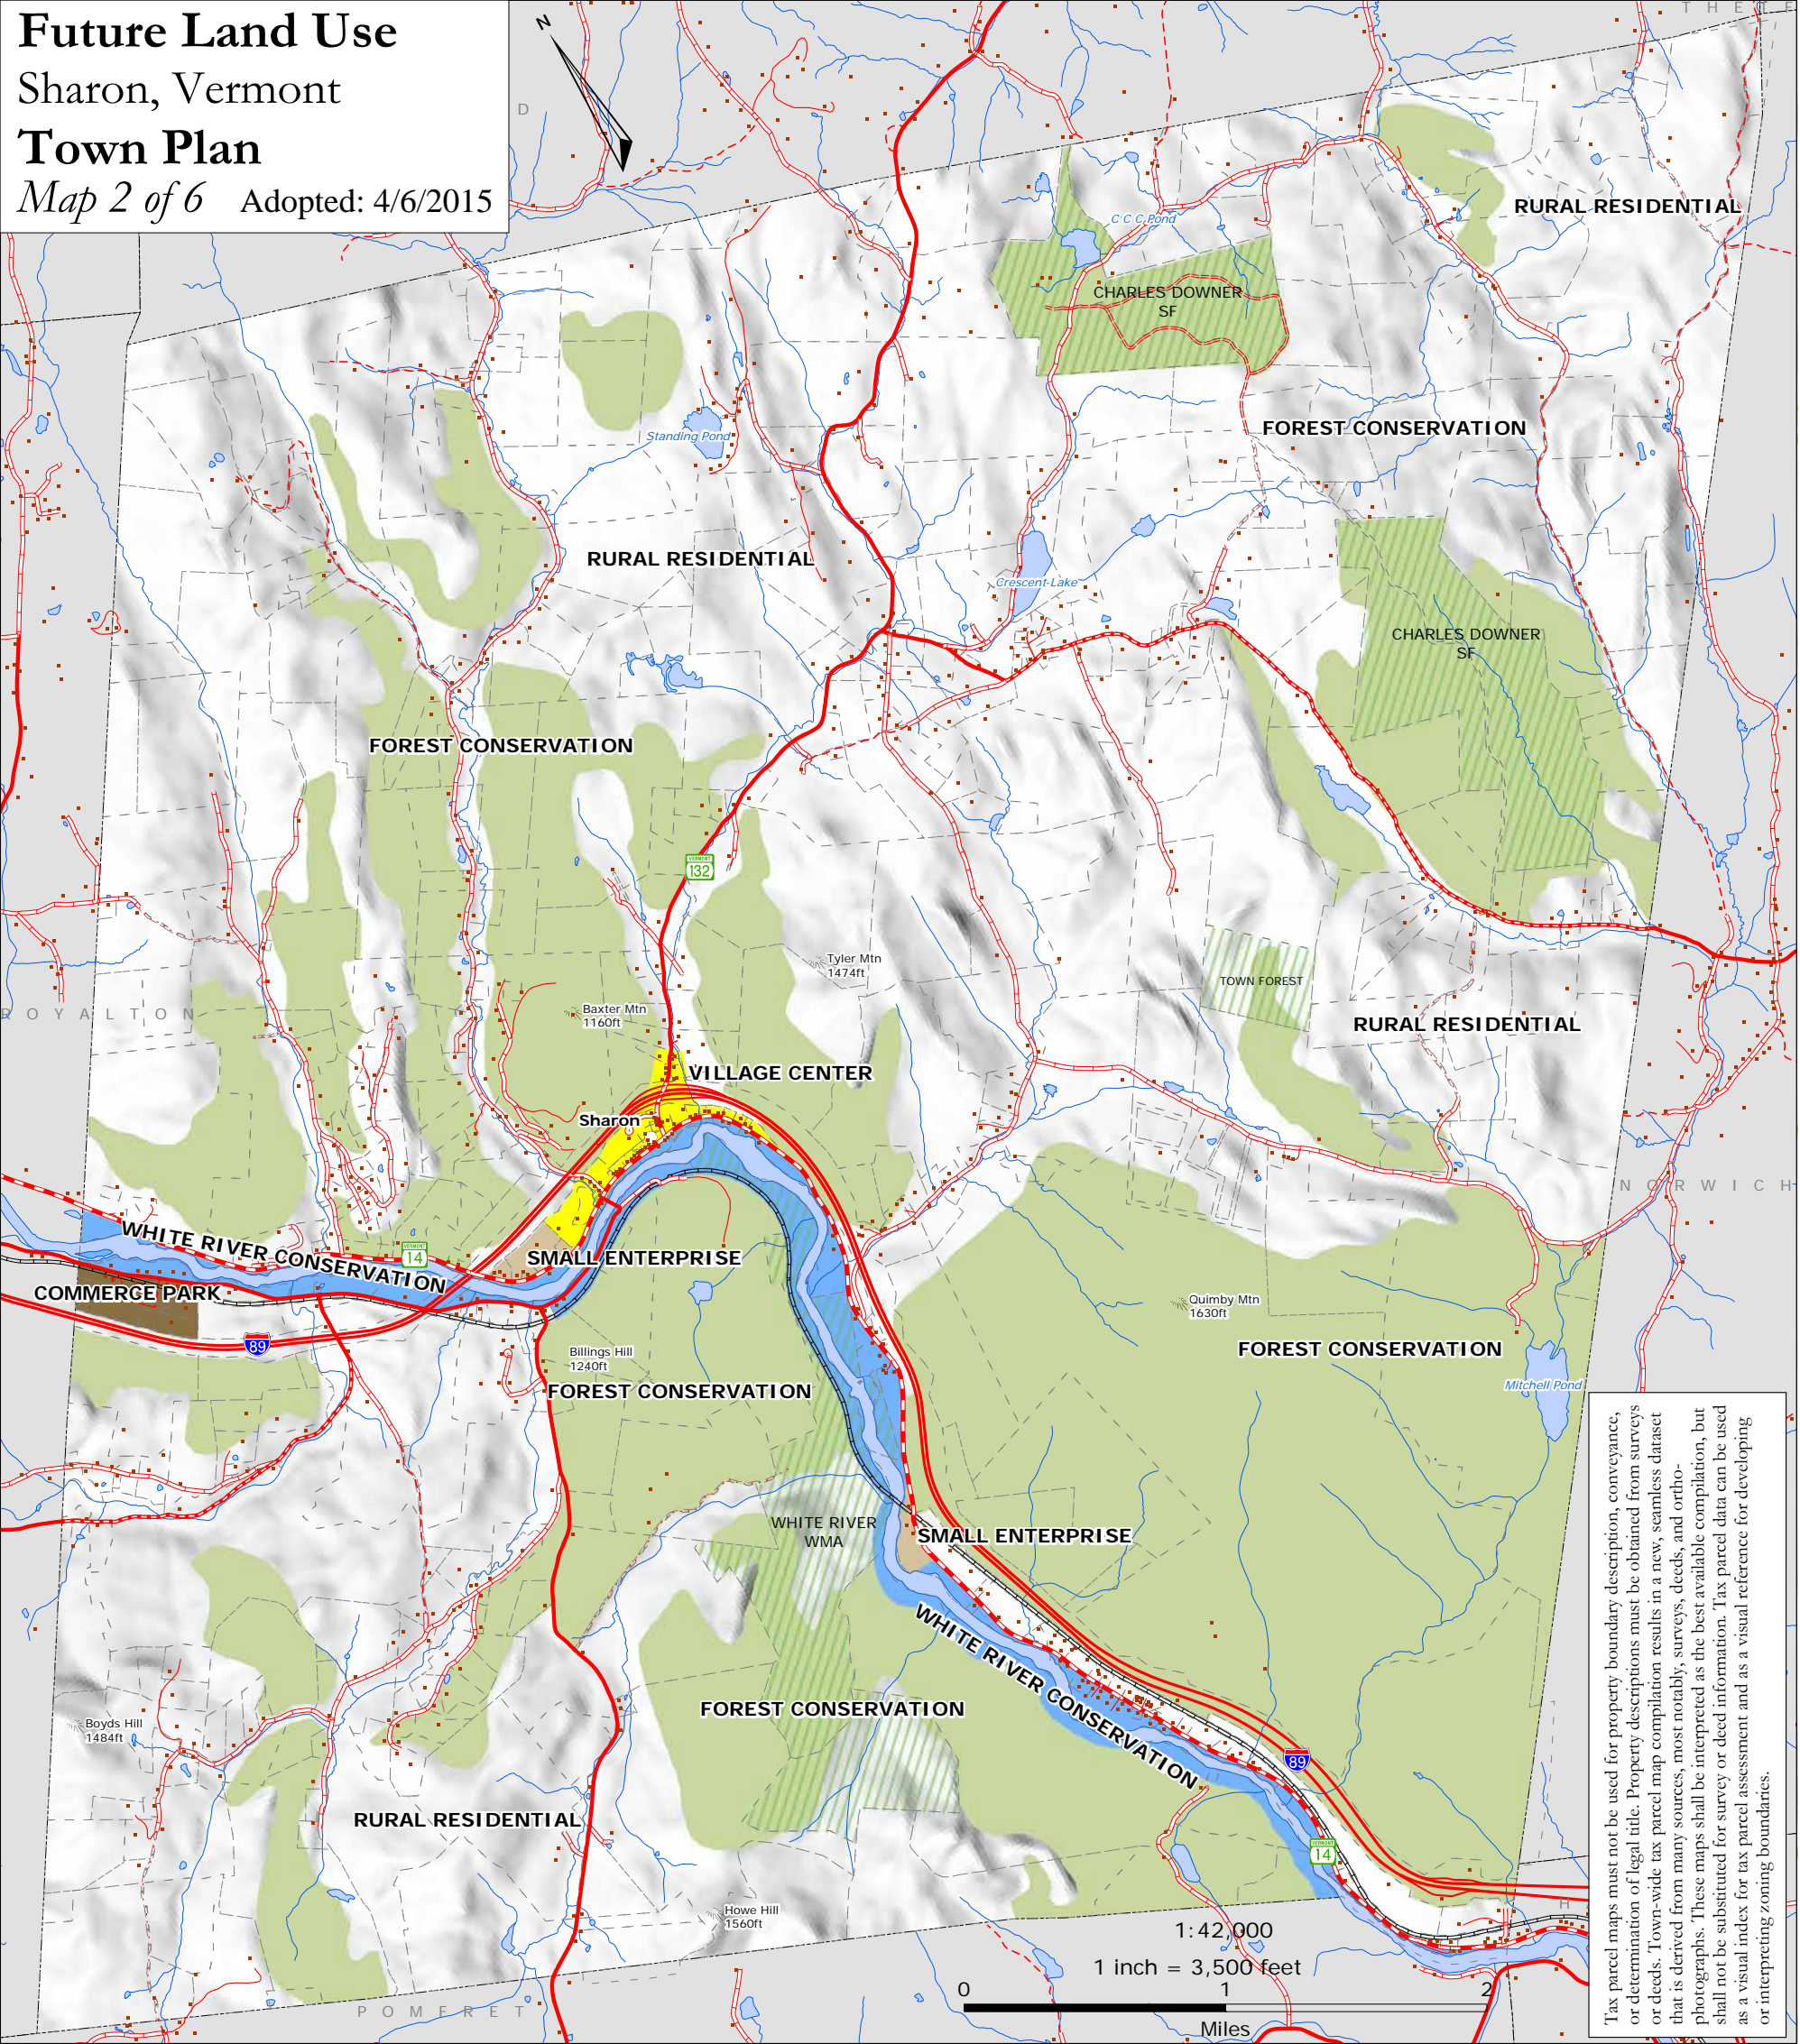 Future Land Use
Sharon, Vermont
Town Plan
Map 2 of 6 Adopted: 4/6/2015
N
D
T H E T F
RURAL RESIDENTIAL
C C C Pond
CHARLES DOWNER
SF
FOREST CONSERVATION
Standing Pond
RURAL RESIDENTIAL
Crescent Lake
CHARLES DOWNER
SF
FOREST CONSERVATION
VERMONT
132
Tyler Mtn
1474ft
TOWN FOREST
Baxter Mtn
1160ft
ROYALTON
RURAL RESIDENTIAL
VILLAGE CENTER
Sharon
NORWICH
WHITE RIVER CONSERVATION
VERMONT
14
SMALL ENTERPRISE
COMMERCE PARK
89
Quimby Mtn
1630ft
Billings Hill
1240ft
FOREST CONSERVATION
FOREST CONSERVATION
Mitchell Pond
WHITE RIVER
WMA
SMALL ENTERPRISE
WHITE RIVER CONSERVATION
FOREST CONSERVATION
Boyds Hill
1484ft
89
RURAL RESIDENTIAL
VERMONT
14
Howe Hill
1560ft
H
POMFRET
1:42,000
1 inch = 3,500 feet
0 1 2
Miles
Tax parcel maps must not be used for property boundary description, conveyance,
or determination of legal title. Property descriptions must be obtained from surveys
or deeds. Town-wide tax parcel map compilation results in a new, seamless dataset
that is derived from many sources, most notably, surveys, deeds, and ortho-
photographs. These maps shall be interpreted as the best available compilation, but
shall not be substituted for survey or deed information. Tax parcel data can be used
as a visual index for tax parcel assessment and as a visual reference for developing
or interpreting zoning boundaries.